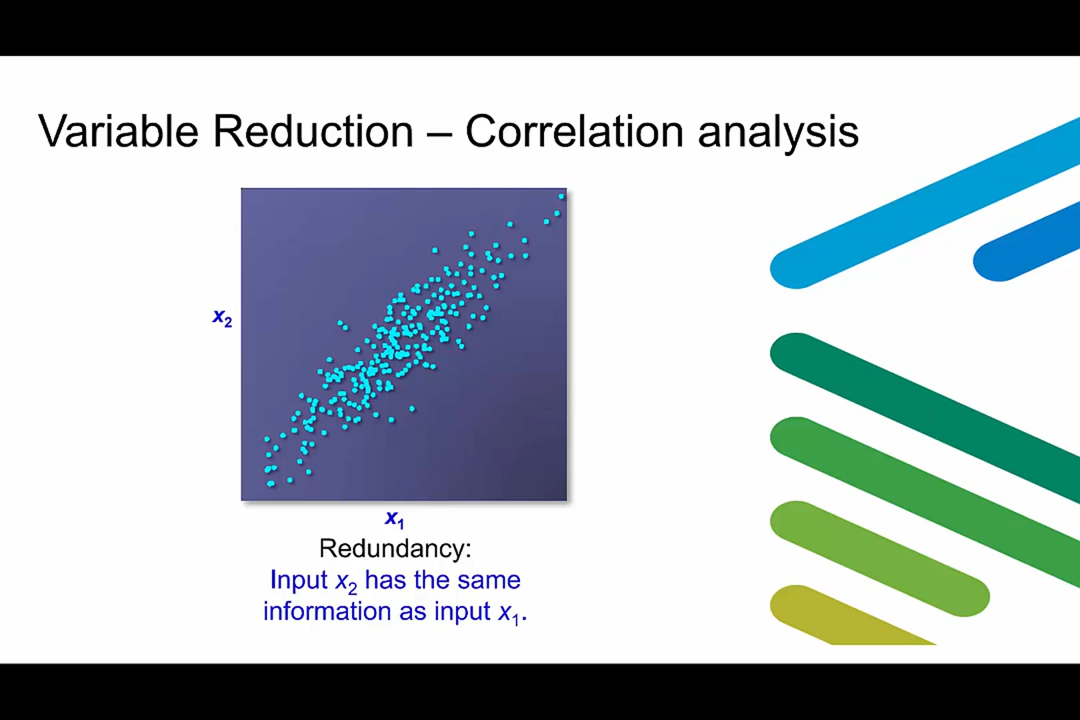 Variable Reduction – Correlation analysis
x₂
x₁
Redundancy:
Input x₂ has the same
information as input x₁.